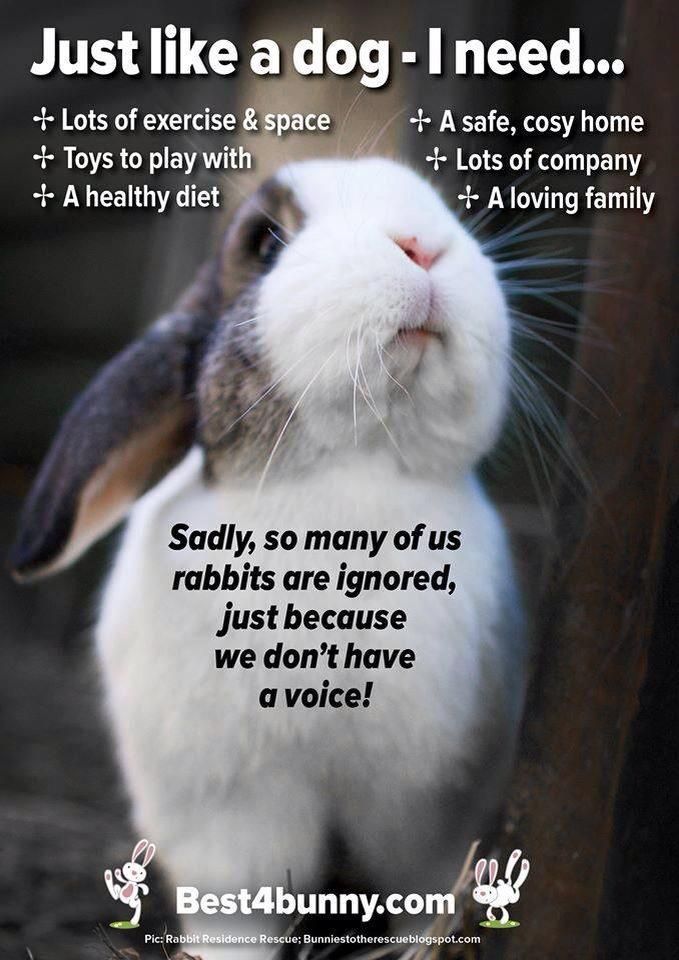 Just like a dog - I need...
✢ Lots of exercise & space
✢ Toys to play with
✢ A healthy diet
✢ A safe, cosy home
✢ Lots of company
✢ A loving family
Sadly, so many of us
rabbits are ignored,
just because
we don't have
a voice!
Best4bunny.com
Pic: Rabbit Residence Rescue; Bunniestotherescueblogspot.com